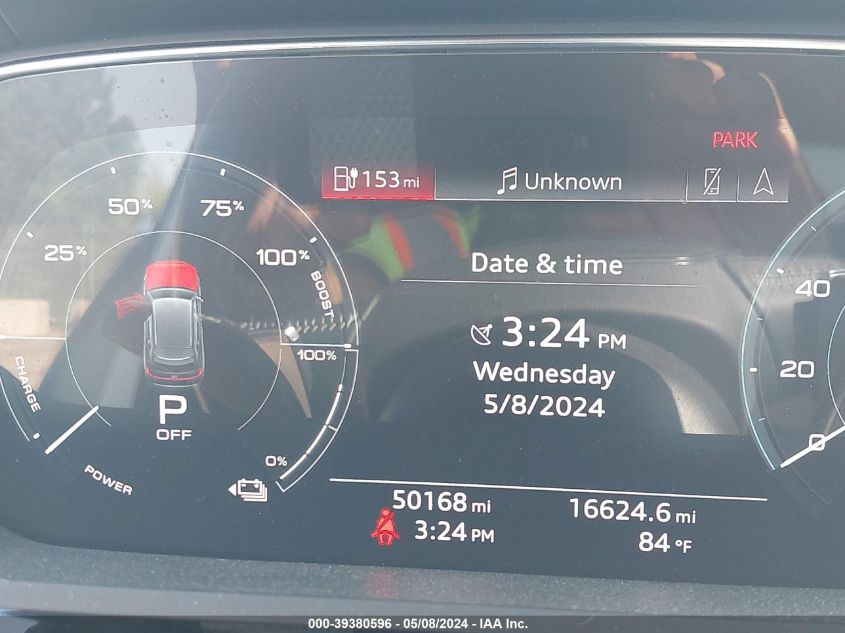 PARK
153 mi
Unknown
50%
75%
25%
100%
BOOST
Date & time
3:24 PM
Wednesday
5/8/2024
40
20
0
100%
CHARGE
P
OFF
0%
POWER
50168 mi
16624.6 mi
3:24 PM
84 °F
000-39380596 - 05/08/2024 - IAA Inc.